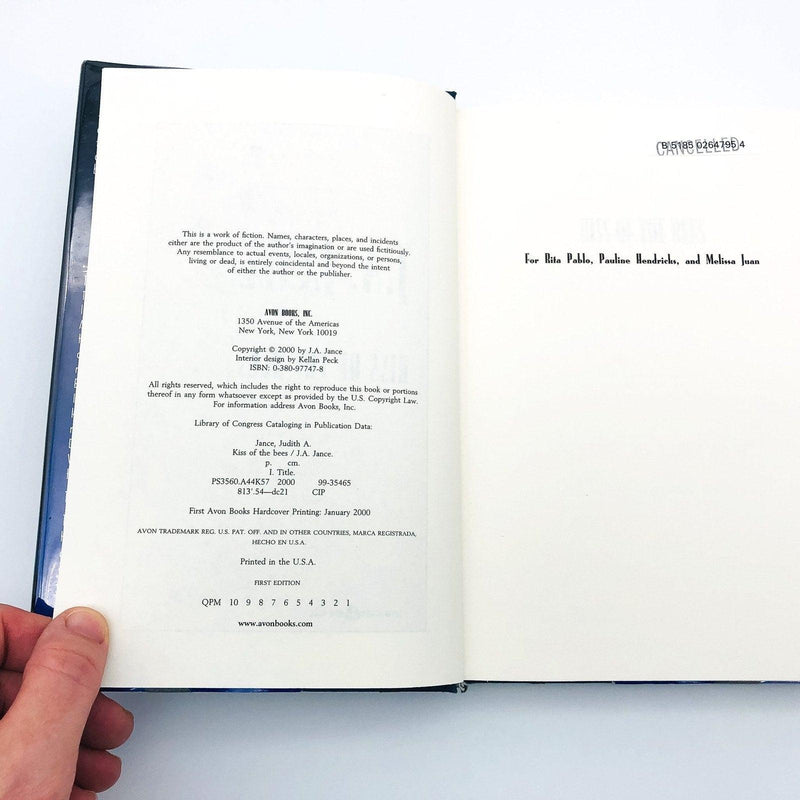 This is a work of fiction. Names, characters, places, and incidents
either are the product of the author's imagination or are used fictitiously.
Any resemblance to actual events, locales, organizations, or persons,
living or dead, is entirely coincidental and beyond the intent
of either the author or the publisher.
AVON BOOKS, INC.
1350 Avenue of the Americas
New York, New York 10019
Copyright © 2000 by J.A. Jance
Interior design by Kellan Peck
ISBN: 0-380-97747-8
All rights reserved, which includes the right to reproduce this book or portions
thereof in any form whatsoever except as provided by the U.S. Copyright Law.
For information address Avon Books, Inc.
Library of Congress Cataloging in Publication Data:
Jance, Judith A.
Kiss of the bees / J.A. Jance.
p. cm.
I. Title.
PS3560.A44K57 2000 99-35465
813'.54—dc21 CIP
First Avon Books Hardcover Printing: January 2000
AVON TRADEMARK REG. U.S. PAT. OFF. AND IN OTHER COUNTRIES, MARCA REGISTRADA,
HECHO EN U.S.A.
Printed in the U.S.A.
FIRST EDITION
QPM 10 9 8 7 6 5 4 3 2 1
www.avonbooks.com
B 5185 0264795 4
CANCELLED
For Rita Pablo, Pauline Hendricks, and Melissa Juan